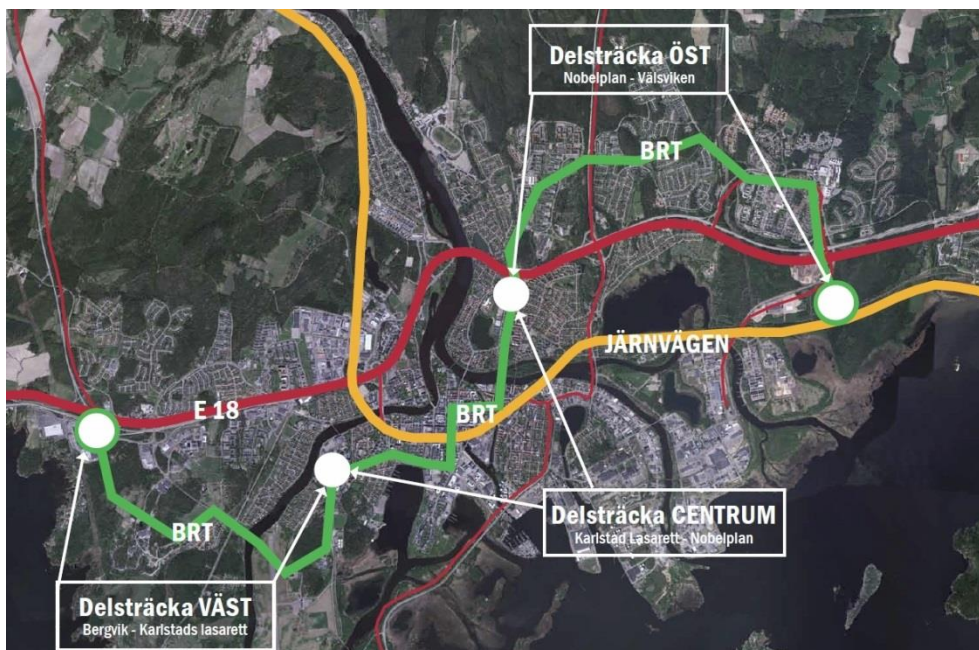 Delsträcka ÖST
Nobelplan - Välsviken
BRT
JÄRNVÄGEN
E 18
BRT
BRT
Delsträcka CENTRUM
Karlstad Lasarett - Nobelplan
Delsträcka VÄST
Bergvik - Karlstads lasarett